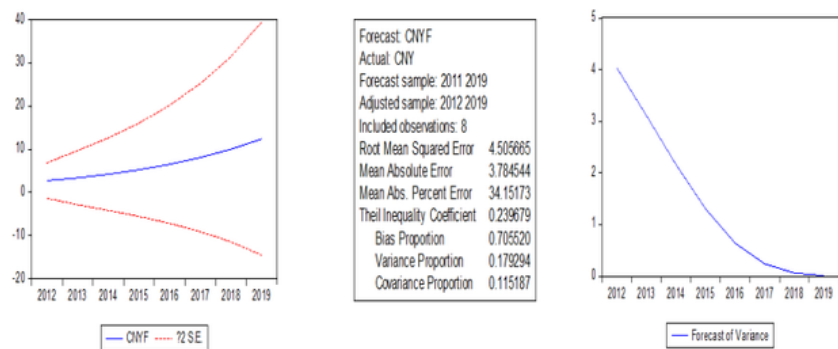 40
30
20
10
0
-10
-20
2012 2013 2014 2015 2016 2017 2018 2019
CNYF ?2 S.E.
Forecast: CNYF
Actual: CNY
Forecast sample: 2011 2019
Adjusted sample: 2012 2019
Included observations: 8
Root Mean Squared Error 4.505665
Mean Absolute Error 3.784544
Mean Abs. Percent Error 34.15173
Theil Inequality Coefficient 0.239679
Bias Proportion 0.705520
Variance Proportion 0.179294
Covariance Proportion 0.115187
5
4
3
2
1
0
2012 2013 2014 2015 2016 2017 2018 2019
Forecast of Variance